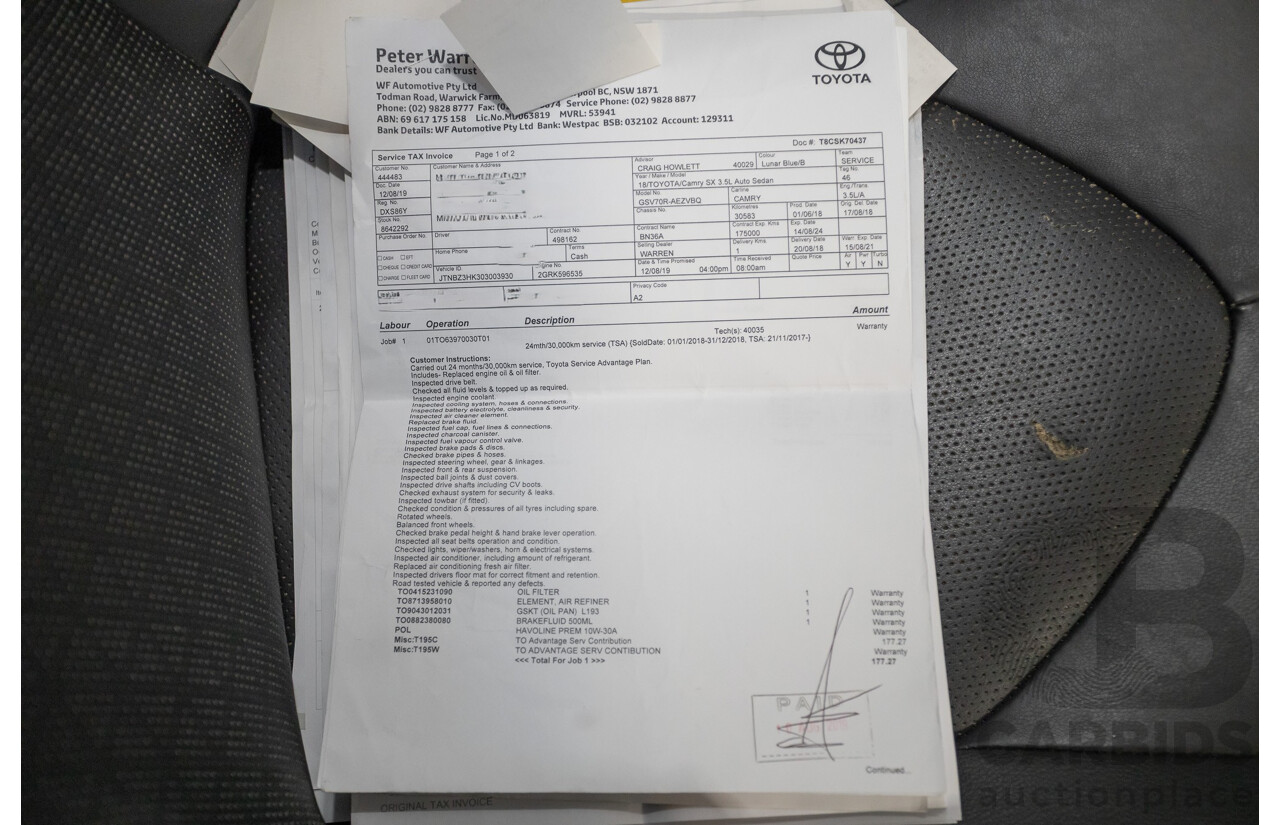 Peter Warr
Dealers you can trust
TOYOTA
WF Automotive Pty Ltd
Todman Road, Warwick Farm, pool BC, NSW 1871
Phone: (02) 9828 8777 Fax: (0 874 Service Phone: (02) 9828 8877
ABN: 69 617 175 158 Lic.No.MD063819 MVRL: 53941
Bank Details: WF Automotive Pty Ltd Bank: Westpac BSB: 032102 Account: 129311
Service TAX Invoice Page 1 of 2 Doc #: T8CSK70437
Customer No. Customer Name & Address Advisor Colour Team
444483 CRAIG HOWLETT 40029 Lunar Blue/B SERVICE
Doc. Date Year / Make / Model Tag No.
12/08/19 18/TOYOTA/Camry SX 3.5L Auto Sedan 46
Reg. No. Model No. Carline Eng./Trans
DXS86Y GSV70R-AEZVBQ CAMRY 3.5L/A
Stock No. Chassis No. Kilometres Prod. Date Orig. Del. Date
8642292 30583 01/06/18 17/08/18
Purchase Order No. Driver Contract No. Contract Name Contract Exp. Kms Exp. Date
498162 BN36A 175000 14/08/24
CASH EFT Home Phone Terms Selling Dealer Delivery Kms Delivery Date Warr. Exp. Date
Cash WARREN 1 20/08/18 15/08/21
CHEQUE CREDIT CARD Vehicle ID. Engine No. Date & Time Promised Time Received Quote Price Air Pwr Turbo
CHARGE FLEET CARD JTNBZ3HK303003930 2GRK596535 12/08/19 04:00pm 08:00am Y Y N
Privacy Code
A2
Labour Operation Description Amount
Job# 1 01TO63970030T01 Tech(s): 40035 Warranty
24mth/30,000km service (TSA) {SoldDate: 01/01/2018-31/12/2018, TSA: 21/11/2017-}
Customer Instructions:
Carried out 24 months/30,000km service, Toyota Service Advantage Plan.
Includes- Replaced engine oil & oil filter.
Inspected drive belt.
Checked all fluid levels & topped up as required.
Inspected engine coolant.
Inspected cooling system, hoses & connections.
Inspected battery electrolyte, cleanliness & security.
Inspected air cleaner element.
Replaced brake fluid.
Inspected fuel cap, fuel lines & connections.
Inspected charcoal canister.
Inspected fuel vapour control valve.
Inspected brake pads & discs.
Checked brake pipes & hoses.
Inspected steering wheel, gear & linkages.
Inspected front & rear suspension.
Inspected ball joints & dust covers.
Inspected drive shafts including CV boots.
Checked exhaust system for security & leaks.
Inspected towbar (if fitted).
Checked condition & pressures of all tyres including spare.
Rotated wheels.
Balanced front wheels.
Checked brake pedal height & hand brake lever operation.
Inspected all seat belts operation and condition.
Checked lights, wiper/washers, horn & electrical systems.
Inspected air conditioner, including amount of refrigerant.
Replaced air conditioning fresh air filter.
Inspected drivers floor mat for correct fitment and retention.
Road tested vehicle & reported any defects.
TO0415231090 OIL FILTER 1 Warranty
TO8713958010 ELEMENT, AIR REFINER 1 Warranty
TO9043012031 GSKT (OIL PAN) L193 1 Warranty
TO0882380080 BRAKEFLUID 500ML 1 Warranty
POL HAVOLINE PREM 10W-30A Warranty
Misc:T195C TO Advantage Serv Contribution 177.27
Misc:T195W TO ADVANTAGE SERV CONTIBUTION Warranty
<<< Total For Job 1 >>> 177.27
PAID
Continued...
ORIGINAL TAX INVOICE
CARBIDS
auctionplace